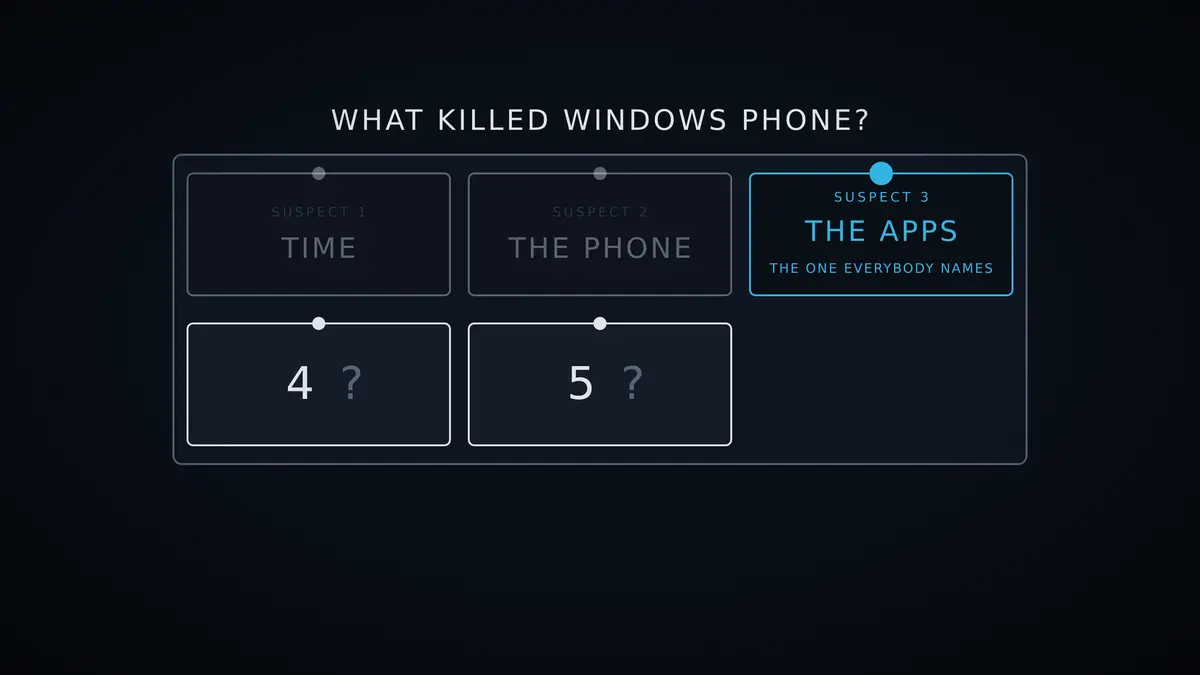 WHAT KILLED WINDOWS PHONE?
SUSPECT 1
TIME
SUSPECT 2
THE PHONE
SUSPECT 3
THE APPS
THE ONE EVERYBODY NAMES
4 ?
5 ?